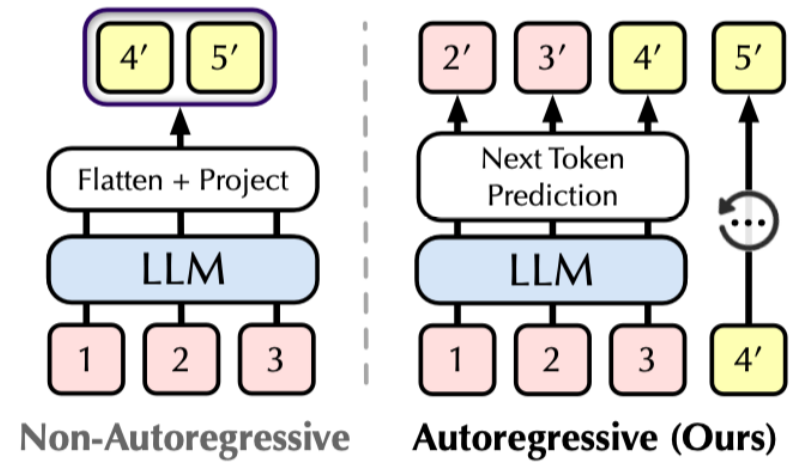 4′ 5′
Flatten + Project
LLM
1 2 3
Non-Autoregressive
2′ 3′ 4′ 5′
Next Token
Prediction
LLM
1 2 3 4′
Autoregressive (Ours)